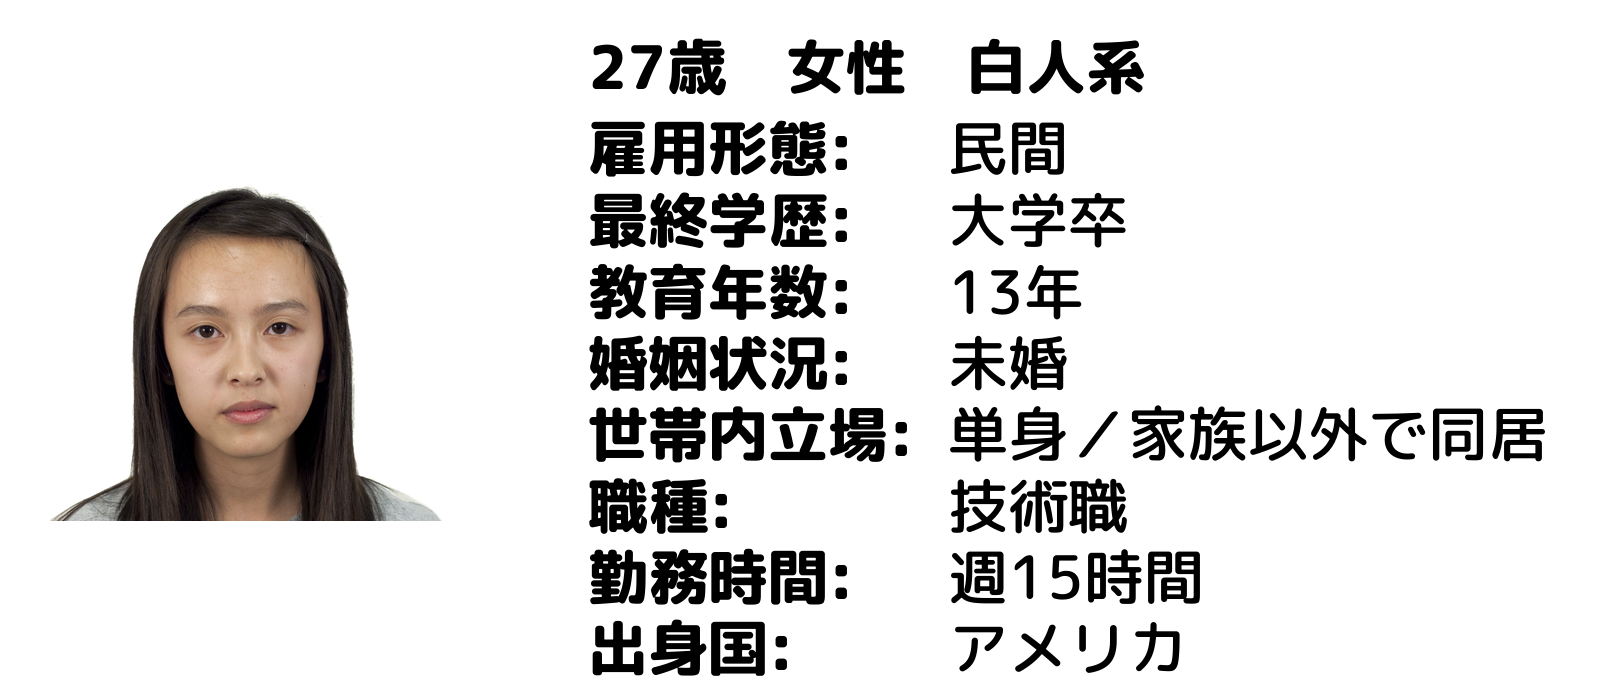 27歳　女性　白人系
雇用形態:　民間
最終学歴:　大学卒
教育年数:　13年
婚姻状況:　未婚
世帯内立場:　単身／家族以外で同居
職種:　技術職
勤務時間:　週15時間
出身国:　アメリカ